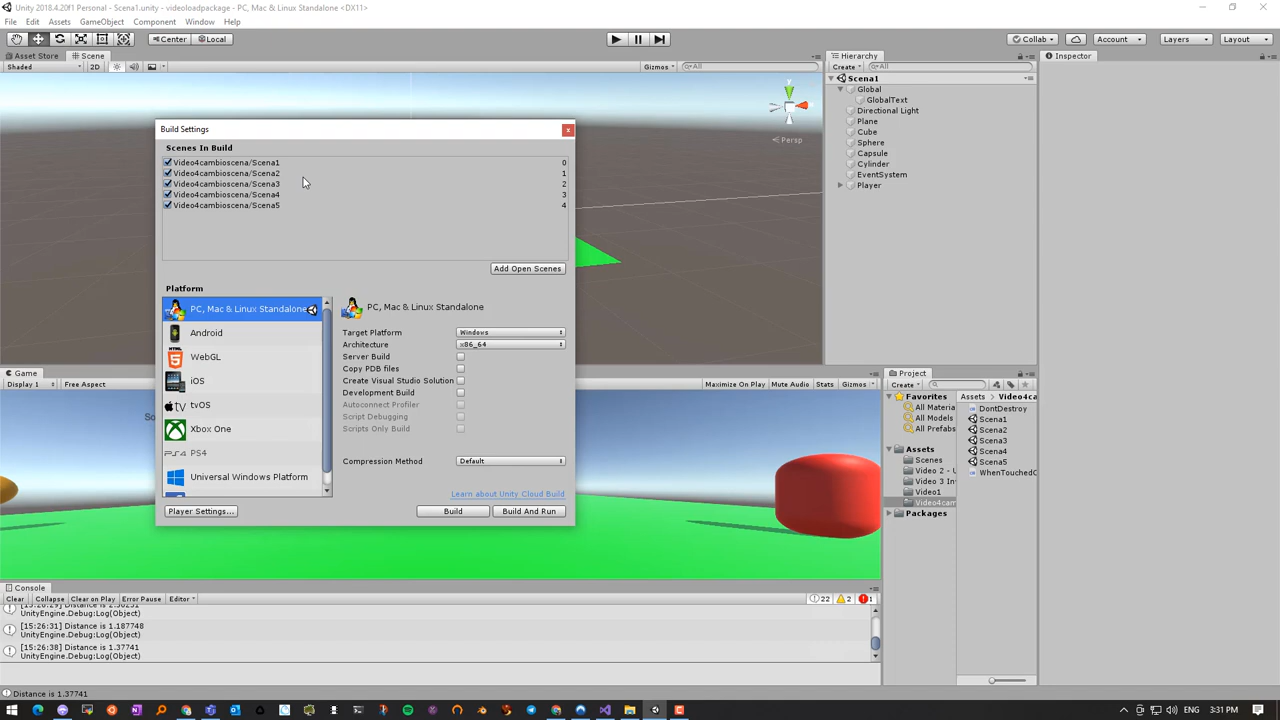 Unity 2018.4.20f1 Personal - Scena1.unity - videoloadpackage - PC, Mac & Linux Standalone <DX11>
File Edit Assets GameObject Component Window Help
Center Local Collab Account Layers Layout
Asset Store Scene
Shaded 2D Gizmos All
Hierarchy
Create All
Scena1
Global
GlobalText
Directional Light
Plane
Cube
Sphere
Capsule
Cylinder
EventSystem
Player
Inspector
y
Persp
Build Settings
Scenes In Build
Video4cambioscena/Scena1 0
Video4cambioscena/Scena2 1
Video4cambioscena/Scena3 2
Video4cambioscena/Scena4 3
Video4cambioscena/Scena5 4
Add Open Scenes
Platform
PC, Mac & Linux Standalone
Android
WebGL
iOS
tv tvOS
Xbox One
PS4
Universal Windows Platform
PC, Mac & Linux Standalone
Target Platform Windows
Architecture x86_64
Server Build
Copy PDB files
Create Visual Studio Solution
Development Build
Autoconnect Profiler
Script Debugging
Scripts Only Build
Compression Method Default
Learn about Unity Cloud Build
Player Settings... Build Build And Run
Game
Display 1 Free Aspect Maximize On Play Mute Audio Stats Gizmos
Project
Create
Favorites
All Materia
All Models
All Prefabs
Assets
Scenes
Video 2 - U
Video 3 In
Video1
Video4cam
Packages
Assets Video4ca
DontDestroy
Scena1
Scena2
Scena3
Scena4
Scena5
WhenTouchedC
Console
Clear Collapse Clear on Play Error Pause Editor 22 2 1
UnityEngine.Debug:Log(Object)
[15:26:31] Distance is 1.187748
UnityEngine.Debug:Log(Object)
[15:26:38] Distance is 1.37741
UnityEngine.Debug:Log(Object)
Distance is 1.37741
ENG 3:31 PM